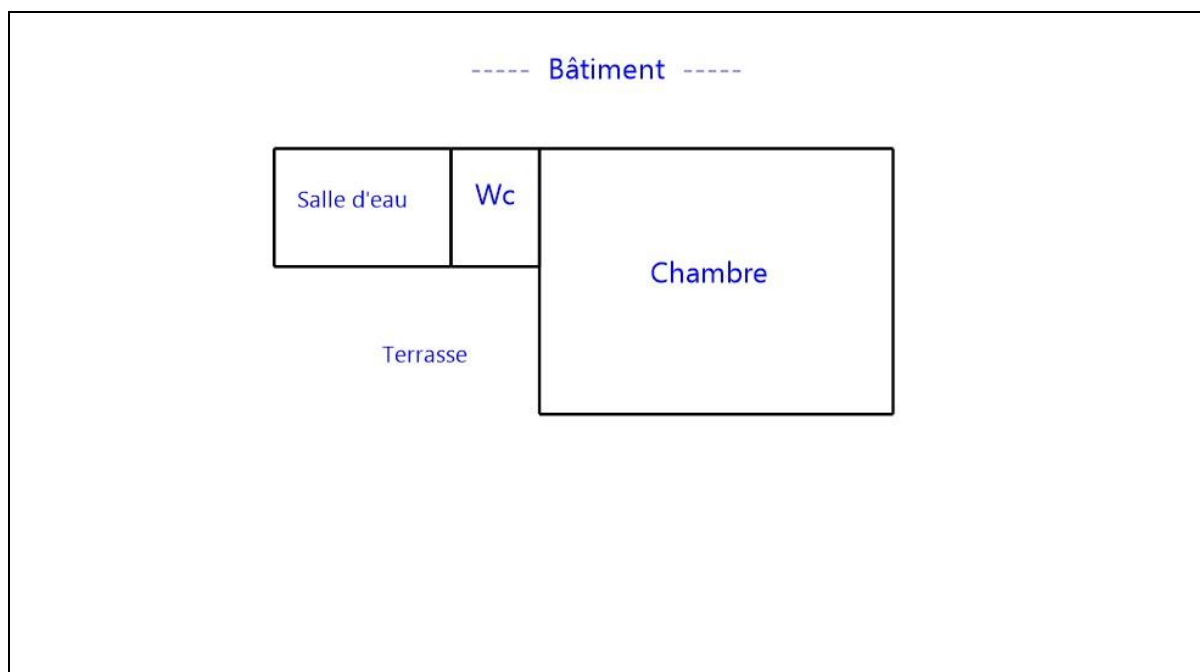 ----- Bâtiment -----
Salle d'eau
Wc
Chambre
Terrasse